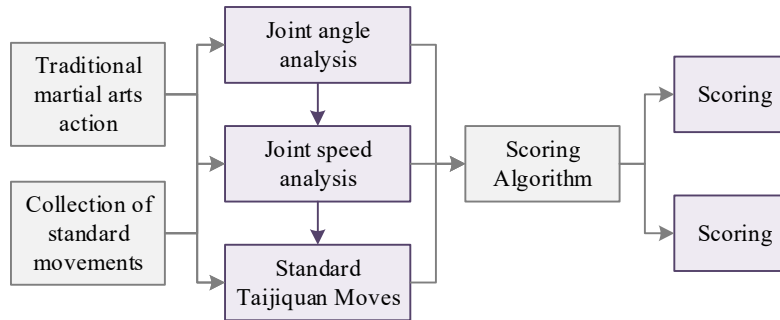 Traditional
martial arts
action
Collection of
standard
movements
Joint angle
analysis
Joint speed
analysis
Standard
Taijiquan Moves
Scoring
Algorithm
Scoring
Scoring